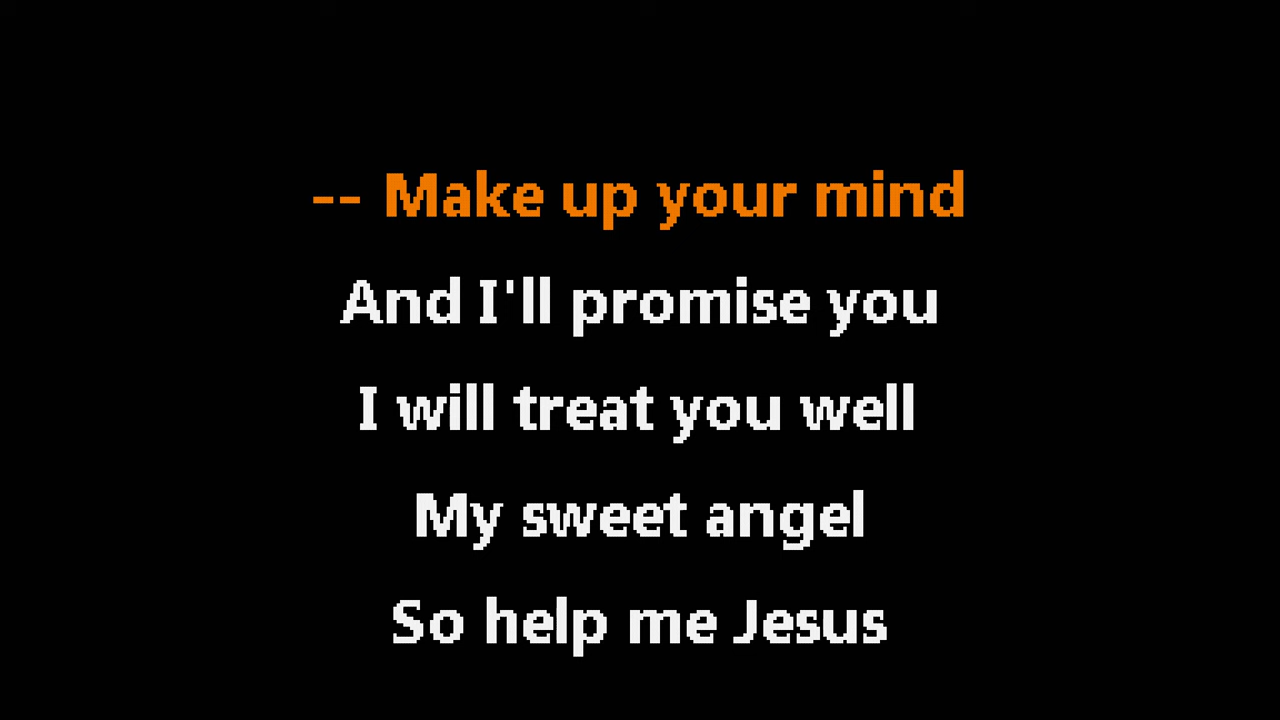 -- Make up your mind
And I'll promise you
I will treat you well
My sweet angel
So help me Jesus